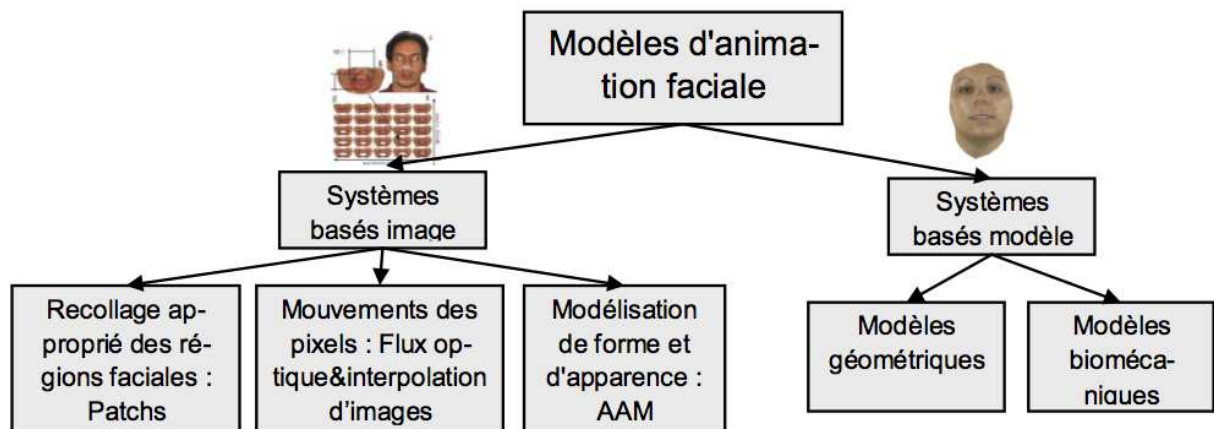 Modèles d'anima-
tion faciale
Systèmes
basés image
Systèmes
basés modèle
Recollage ap-
proprié des ré-
gions faciales :
Patchs
Mouvements des
pixels : Flux op-
tique&interpolation
d'images
Modélisation
de forme et
d'apparence :
AAM
Modèles
géométriques
Modèles
bioméca-
niques